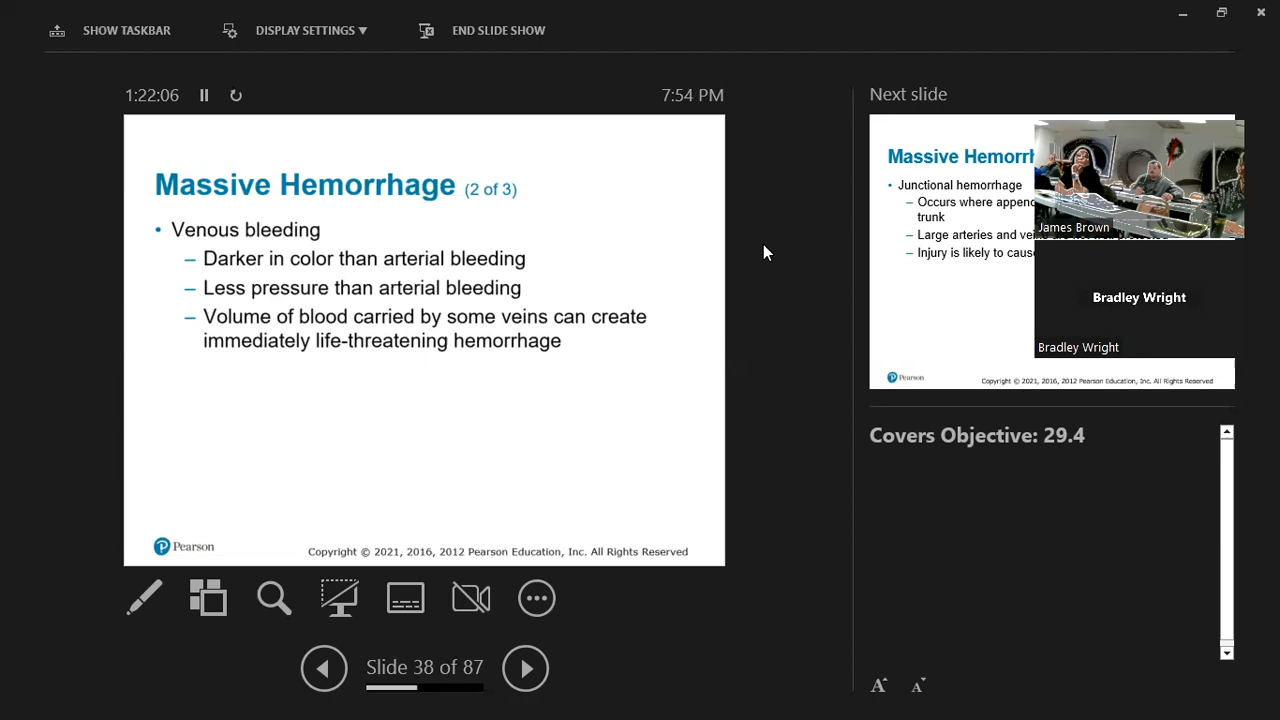 SHOW TASKBAR
DISPLAY SETTINGS ▼
END SLIDE SHOW
1:22:06
7:54 PM
Massive Hemorrhage (2 of 3)
• Venous bleeding
– Darker in color than arterial bleeding
– Less pressure than arterial bleeding
– Volume of blood carried by some veins can create
immediately life-threatening hemorrhage
Pearson
Copyright © 2021, 2016, 2012 Pearson Education, Inc. All Rights Reserved
Slide 38 of 87
Next slide
Massive
• Junctional hemorrhage
– Occurs where
trunk
– Large arteries and
– Injury is likely to
James Brown
Bradley Wright
Bradley Wright
Pearson
Copyright © 2021, 2016, 2012 Pearson Education, Inc. All Rights Reserved
Covers Objective: 29.4
A A